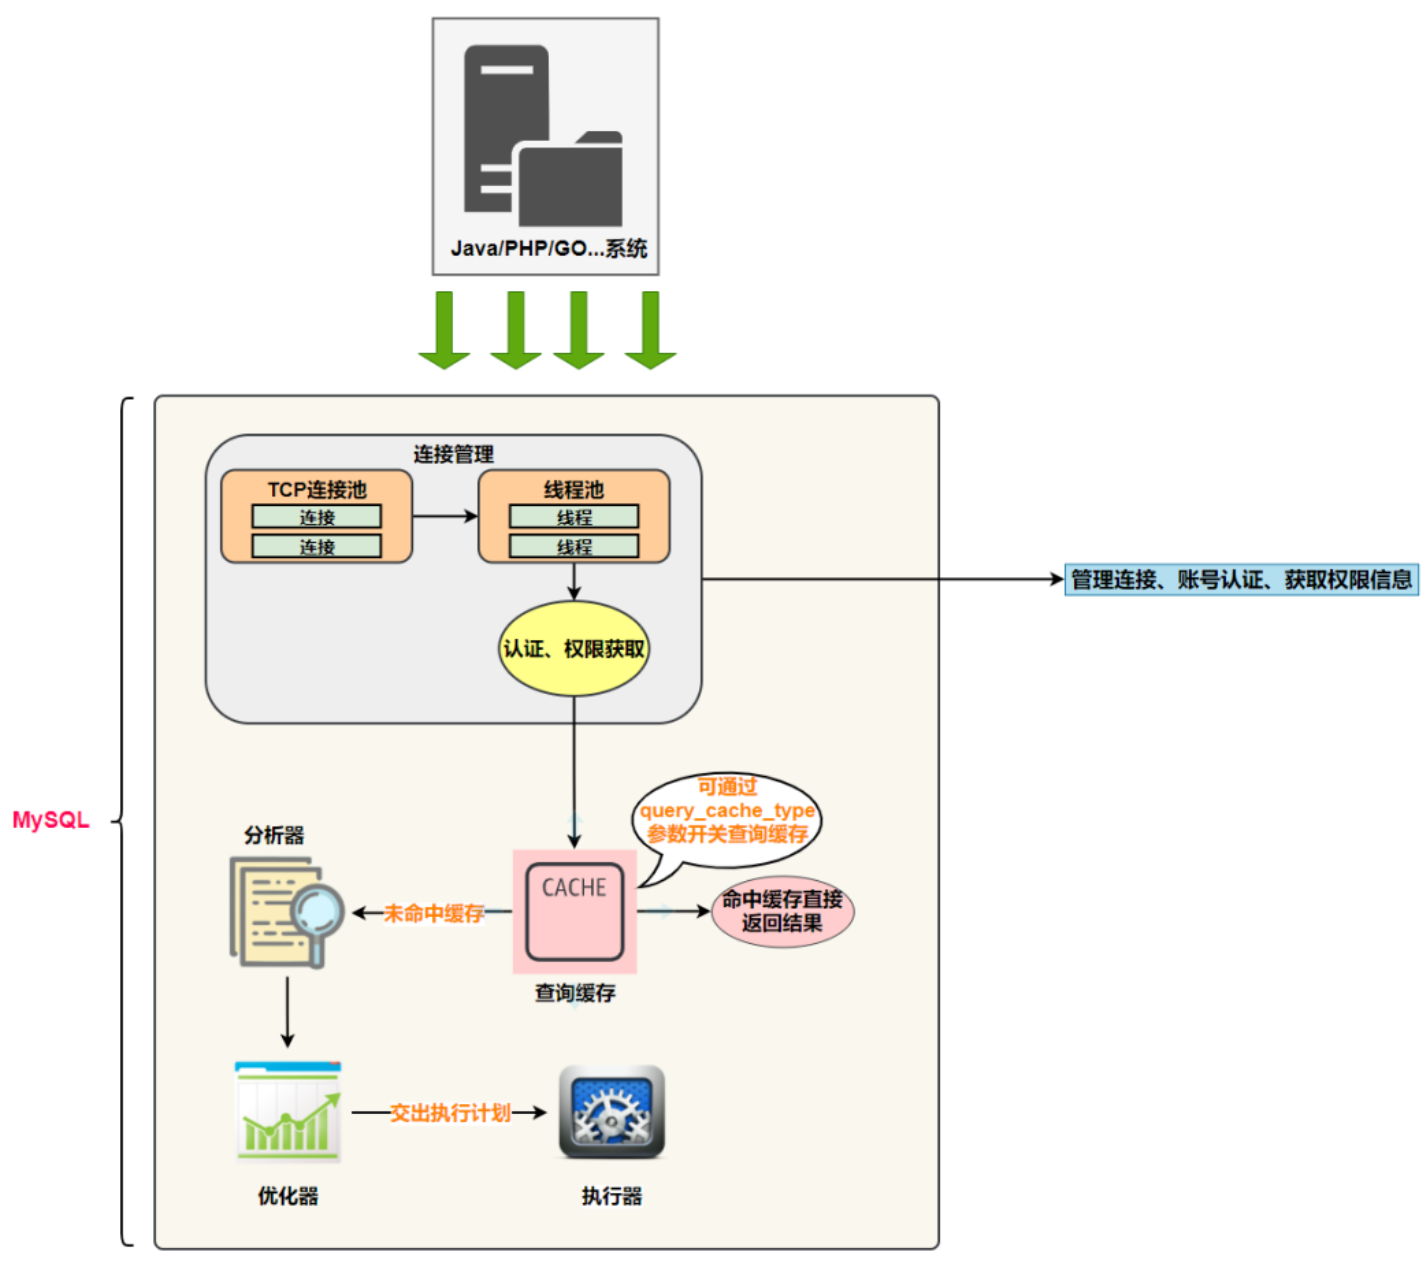 Java/PHP/GO...系统
连接管理
TCP连接池
连接
连接
线程池
线程
线程
管理连接、账号认证、获取权限信息
认证、权限获取
MySQL
可通过
query_cache_type
参数开关查询缓存
分析器
CACHE
未命中缓存
命中缓存直接
返回结果
查询缓存
交出执行计划
优化器
执行器